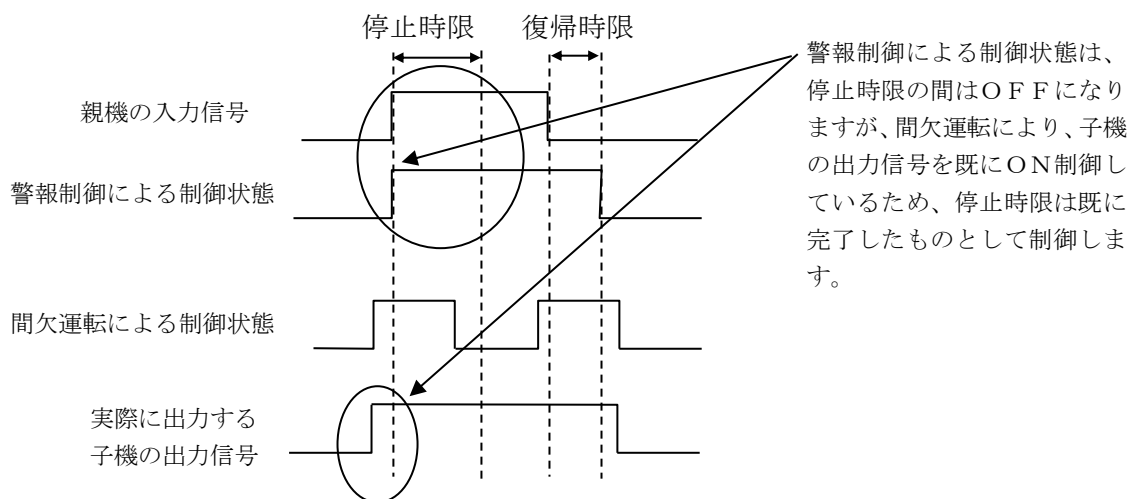 停止時限
復帰時限
親機の入力信号
警報制御による制御状態
間欠運転による制御状態
実際に出力する
子機の出力信号
警報制御による制御状態は、
停止時限の間はＯＦＦになり
ますが、間欠運転により、子機
の出力信号を既にＯＮ制御し
ているため、停止時限は既に
完了したものとして制御しま
す。